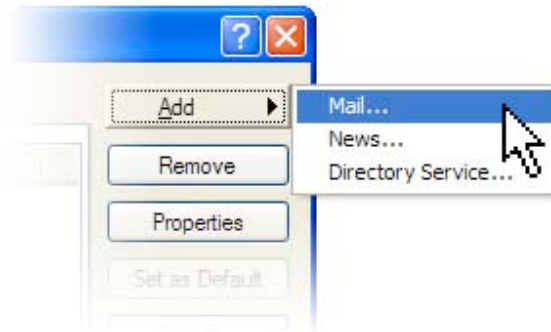 ?
Add
Mail...
News...
Directory Service...
Remove
Properties
Set as Default